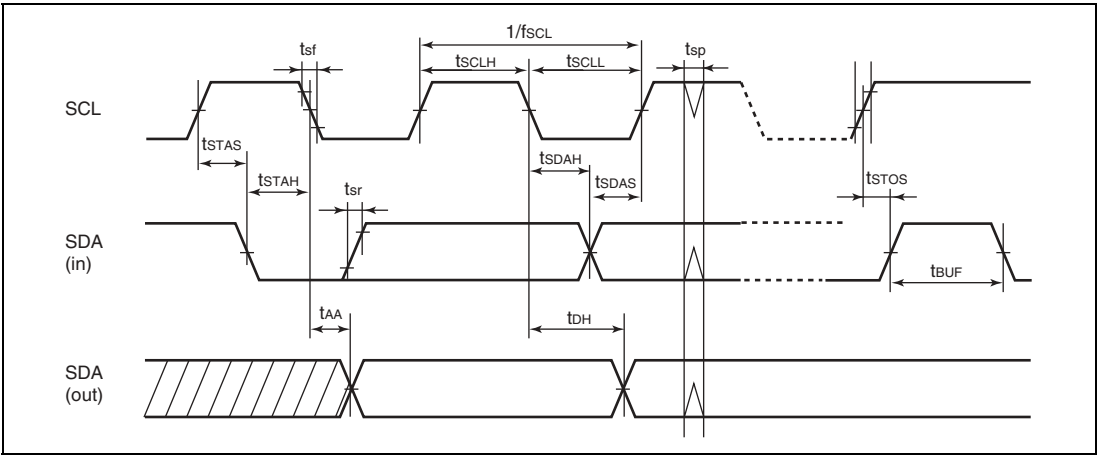 1/fSCL
tsf
tSCLH
tSCLL
tsp
SCL
tSTAS
tSTAH
tsr
tSDAH
tSDAS
tSTOS
SDA
(in)
tBUF
tAA
tDH
SDA
(out)